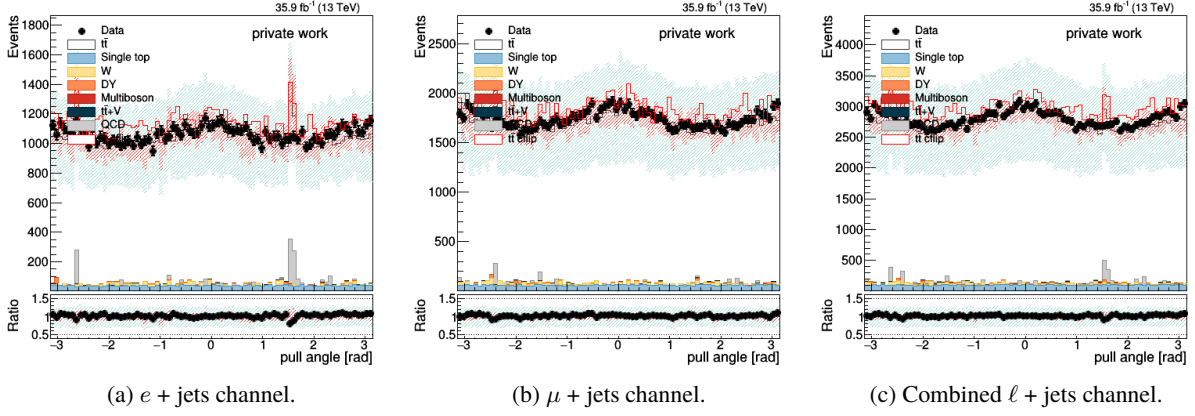 35.9 fb⁻¹ (13 TeV)
Events
1600
1400
1200
1000
800
600
400
200
Data
tt̄
Single top
W
DY
Multiboson
tt̄+V
QCD
private work
Ratio
1.5
1
0.5
−3 −2 −1 0 1 2 3
pull angle [rad]
(a) e + jets channel.
35.9 fb⁻¹ (13 TeV)
Events
2500
2000
1500
1000
500
Data
tt̄
Single top
W
DY
Multiboson
tt̄+V
tt̄ cflip
private work
Ratio
1.5
1
0.5
−3 −2 −1 0 1 2 3
pull angle [rad]
(b) μ + jets channel.
35.9 fb⁻¹ (13 TeV)
Events
4000
3500
3000
2500
2000
1500
1000
500
Data
tt̄
Single top
W
DY
Multiboson
tt̄+V
tt̄ cflip
private work
Ratio
1.5
1
0.5
−3 −2 −1 0 1 2 3
pull angle [rad]
(c) Combined ℓ + jets channel.